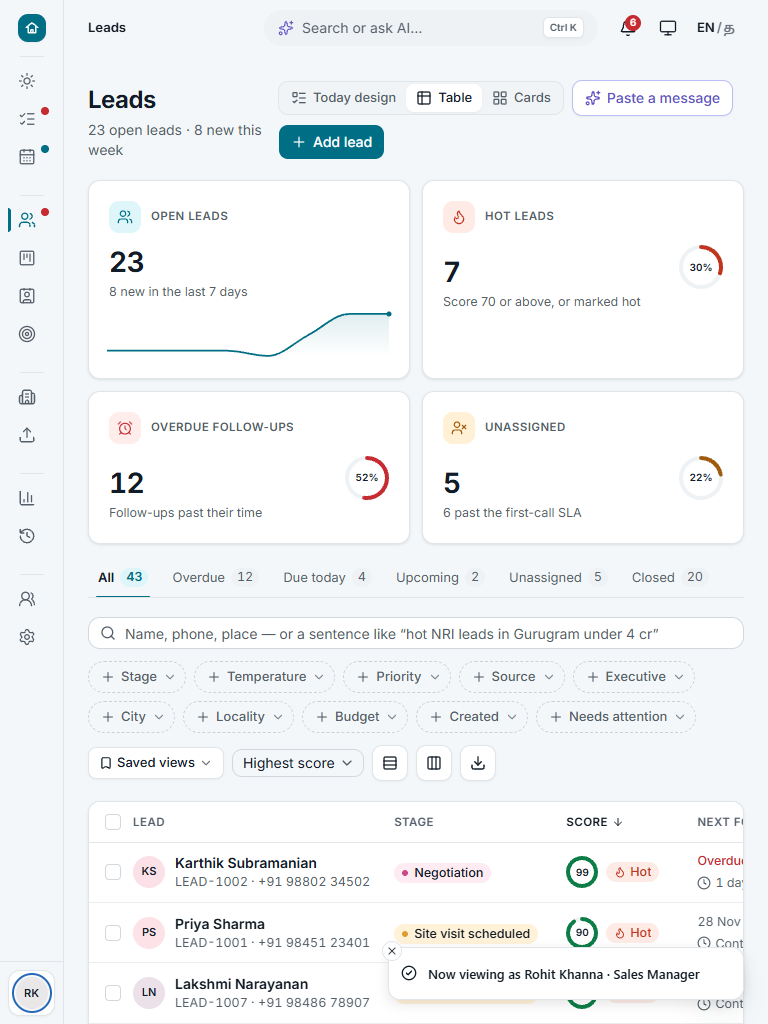 Leads
Search or ask AI...
Ctrl K
6
EN / த
Leads
23 open leads · 8 new this
week
Today design
Table
Cards
Paste a message
Add lead
OPEN LEADS
23
8 new in the last 7 days
HOT LEADS
7
30%
Score 70 or above, or marked hot
OVERDUE FOLLOW-UPS
12
52%
Follow-ups past their time
UNASSIGNED
5
22%
6 past the first-call SLA
All 43
Overdue 12
Due today 4
Upcoming 2
Unassigned 5
Closed 20
Name, phone, place — or a sentence like “hot NRI leads in Gurugram under 4 cr”
Stage
Temperature
Priority
Source
Executive
City
Locality
Budget
Created
Needs attention
Saved views
Highest score
LEAD STAGE SCORE NEXT
KS
Karthik Subramanian
LEAD-1002 · +91 98802 34502
Negotiation
99
Hot
Overdue
1 day
PS
Priya Sharma
LEAD-1001 · +91 98451 23401
Site visit scheduled
90
Hot
28 Nov
LN
Lakshmi Narayanan
LEAD-1007 · +91 98486 78907
Now viewing as Rohit Khanna · Sales Manager
RK